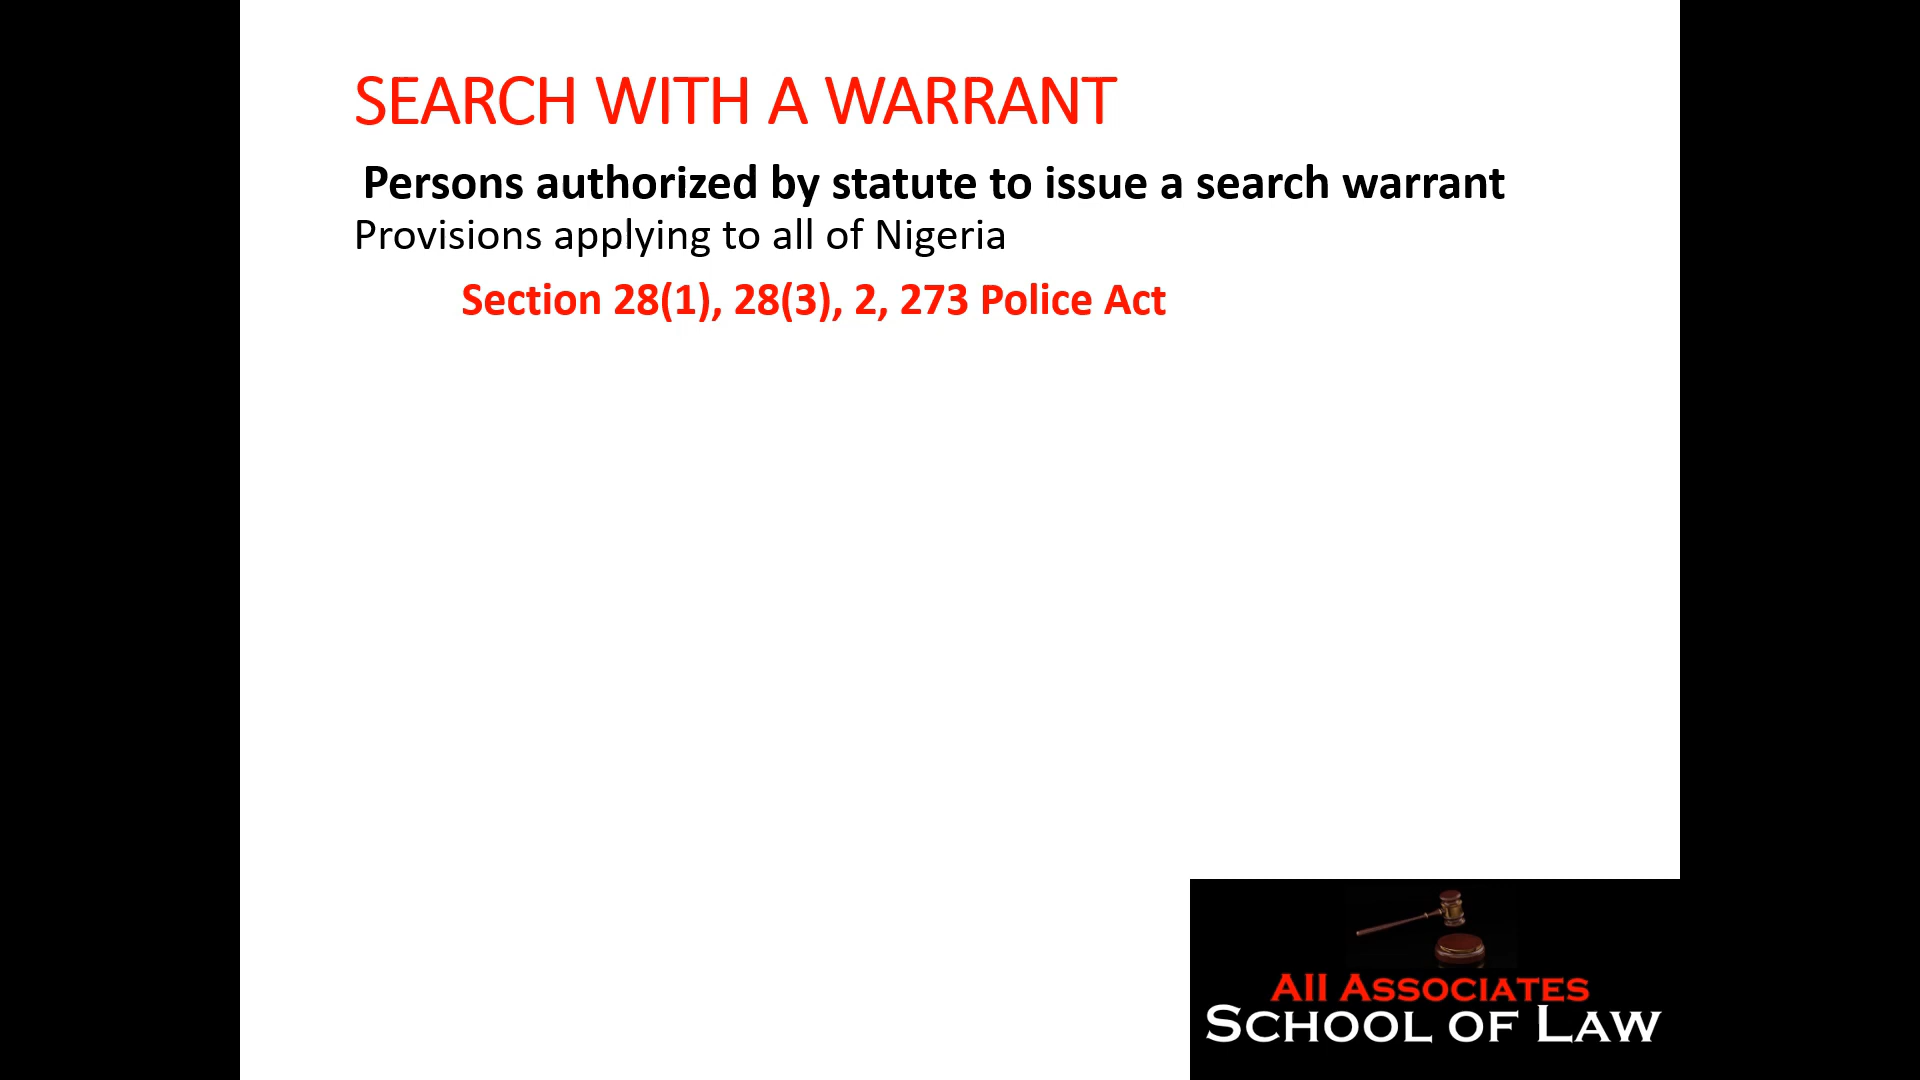 SEARCH WITH A WARRANT
Persons authorized by statute to issue a search warrant
Provisions applying to all of Nigeria
Section 28(1), 28(3), 2, 273 Police Act
All Associates
School of Law